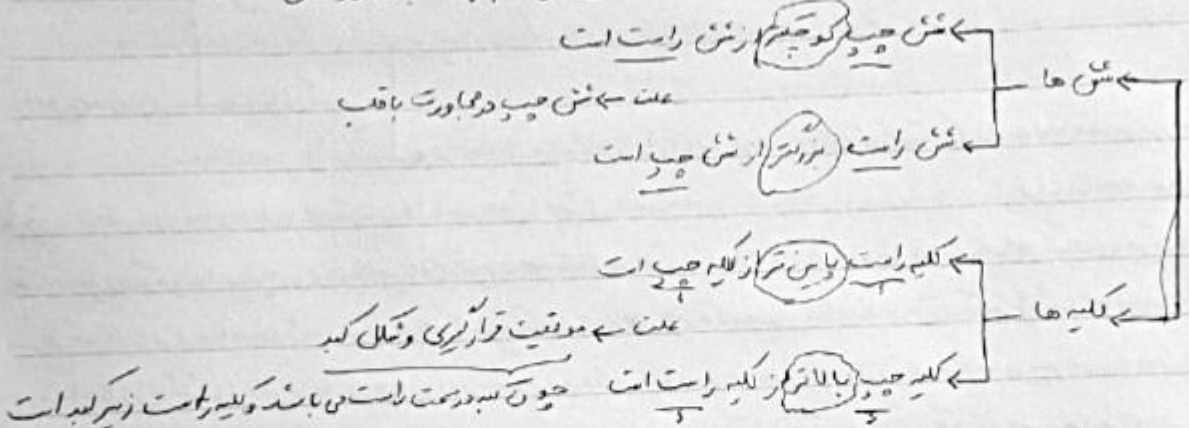 شش چپ کوچیکتر از شش راست است
شش ها
علت ← شش چپ در مجاورت با قلب
شش راست بزرگتر از شش چپ است
کلیه راست پایین تر از کلیه چپ است
کلیه ها
علت ← موقعیت قرارگیری و شکل کبد
کلیه چپ بالاتر از کلیه راست است
چون کبد در سمت راست می باشد و کلیه راست زیر کبد است